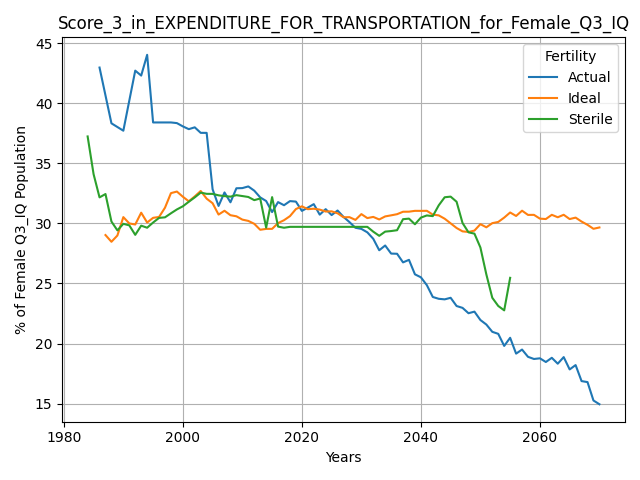 Score_3_in_EXPENDITURE_FOR_TRANSPORTATION_for_Female_Q3_IQ
% of Female Q3_IQ Population
45
40
35
30
25
20
15
1980
2000
2020
2040
2060
Years
Fertility
Actual
Ideal
Sterile